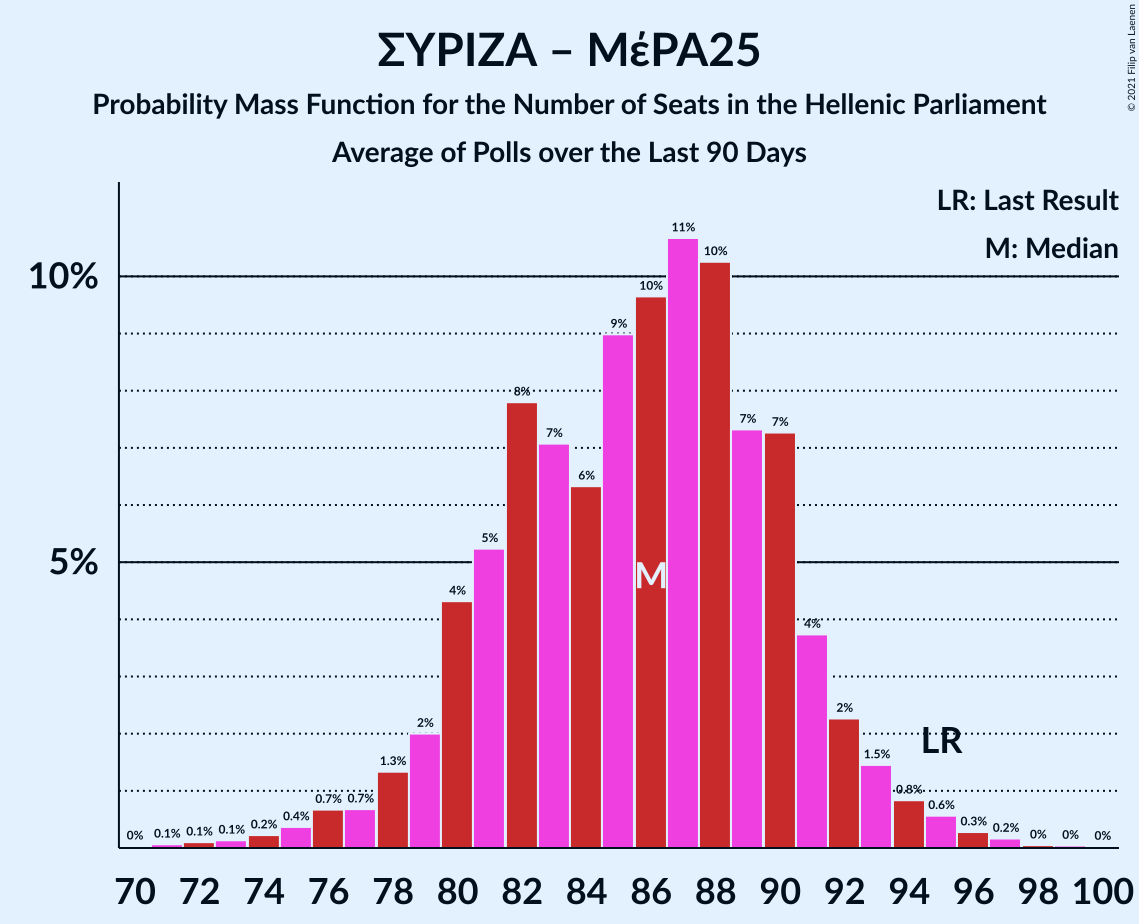 ΣΥΡΙΖΑ – ΜέΡΑ25
Probability Mass Function for the Number of Seats in the Hellenic Parliament
Average of Polls over the Last 90 Days
© 2021 Filip van Laenen
LR: Last Result
M: Median
10%
5%
0% 0.1% 0.1% 0.1% 0.2% 0.4% 0.7% 0.7% 1.3% 2% 4% 5% 8% 7% 6% 9% 10% 11% 10% 7% 7% 4% 2% 1.5% 0.8% 0.6% 0.3% 0.2% 0% 0% 0%
M
LR
70 72 74 76 78 80 82 84 86 88 90 92 94 96 98 100